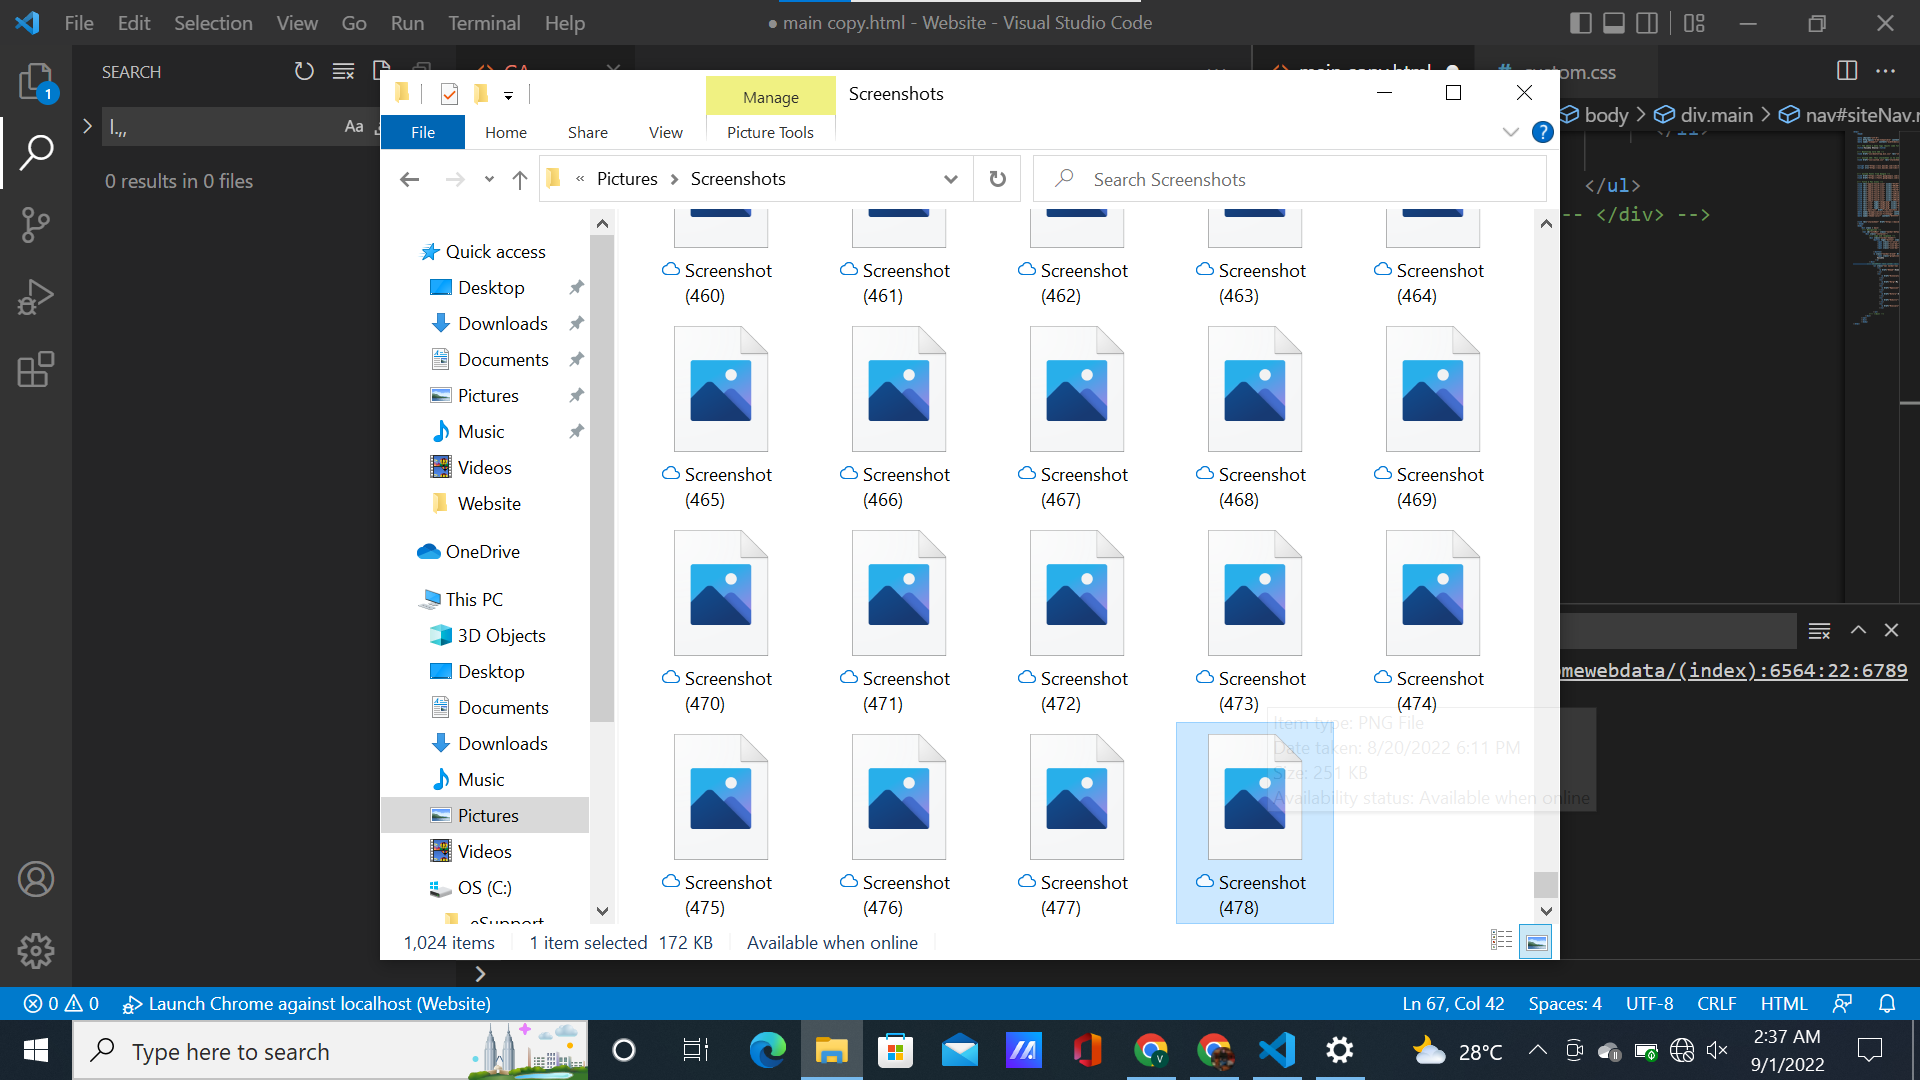 File Edit Selection View Go Run Terminal Help
● main copy.html - Website - Visual Studio Code
SEARCH
main copy.html
custom.css
1
|.,,
Aa
0 results in 0 files
body > div.main > nav#siteNav.
</ul>
-- </div> -->
omewebdata/(index):6564:22:6789
Manage
Screenshots
File Home Share View Picture Tools
« Pictures > Screenshots
Search Screenshots
Quick access
Desktop
Downloads
Documents
Pictures
Music
Videos
Website
OneDrive
This PC
3D Objects
Desktop
Documents
Downloads
Music
Pictures
Videos
OS (C:)
eSupport
Screenshot (460)
Screenshot (461)
Screenshot (462)
Screenshot (463)
Screenshot (464)
Screenshot (465)
Screenshot (466)
Screenshot (467)
Screenshot (468)
Screenshot (469)
Screenshot (470)
Screenshot (471)
Screenshot (472)
Screenshot (473)
Screenshot (474)
Screenshot (475)
Screenshot (476)
Screenshot (477)
Screenshot (478)
Item type: PNG File
Date taken: 8/20/2022 6:11 PM
Size: 251 KB
Availability status: Available when online
1,024 items 1 item selected 172 KB Available when online
0 0 Launch Chrome against localhost (Website)
Ln 67, Col 42 Spaces: 4 UTF-8 CRLF HTML
Type here to search
28°C
2:37 AM
9/1/2022